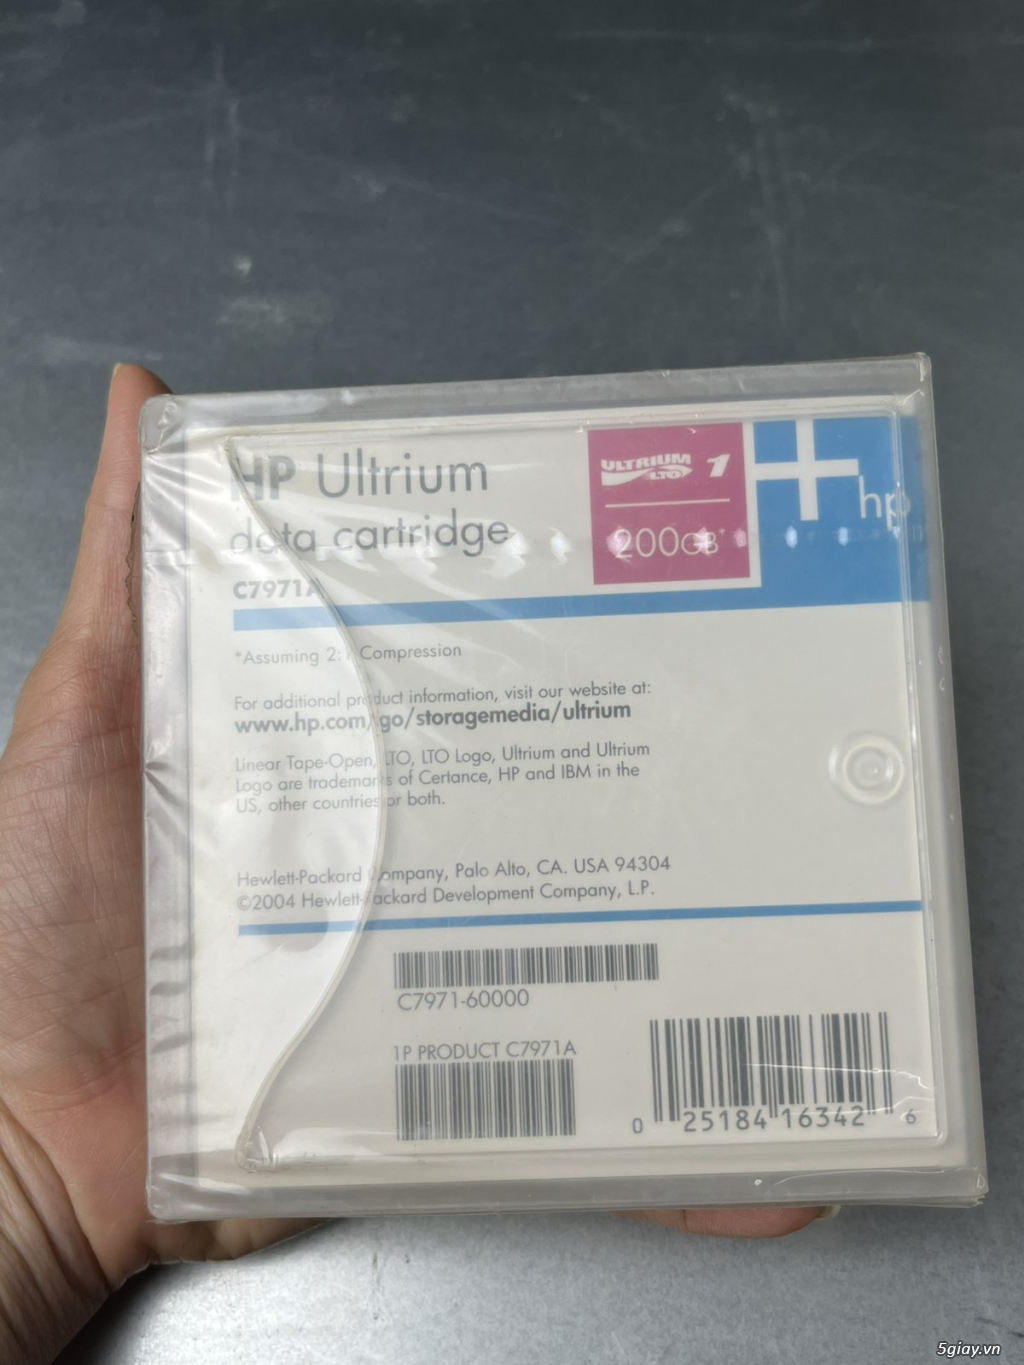 HP Ultrium
data cartridge
C7971A
ULTRIUM 1
LTO
200GB*
hp
*Assuming 2:1 Compression
For additional product information, visit our website at:
www.hp.com/go/storagemedia/ultrium
Linear Tape-Open, LTO, LTO Logo, Ultrium and Ultrium
Logo are trademarks of Certance, HP and IBM in the
US, other countries or both.
Hewlett-Packard Company, Palo Alto, CA. USA 94304
©2004 Hewlett-Packard Development Company, L.P.
C7971-60000
1P PRODUCT C7971A
0 25184 16342 6
5giay.vn